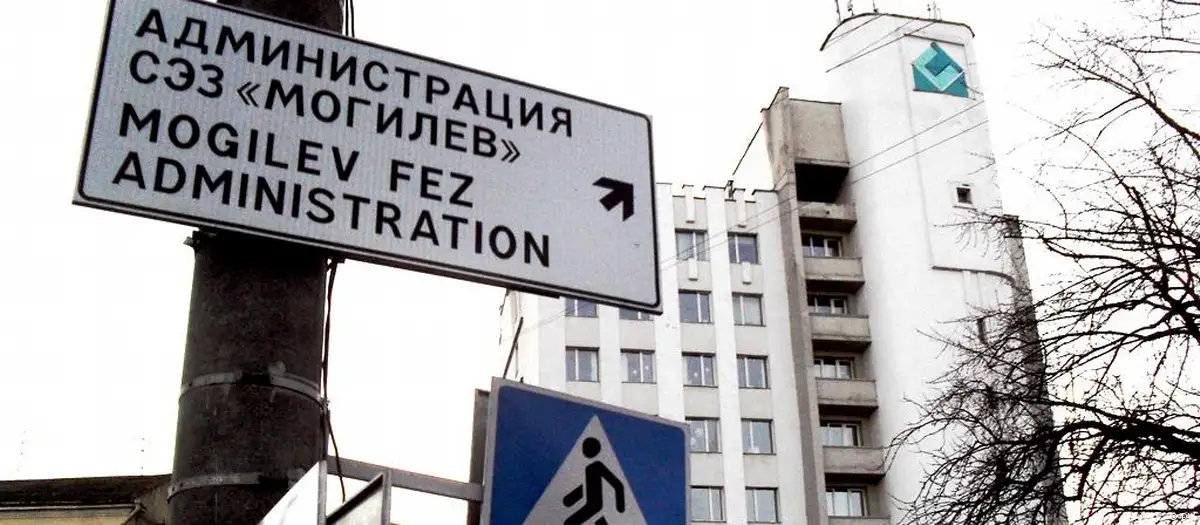 АДМИНИСТРАЦИЯ
СЭЗ «МОГИЛЕВ»
MOGILEV FEZ
ADMINISTRATION